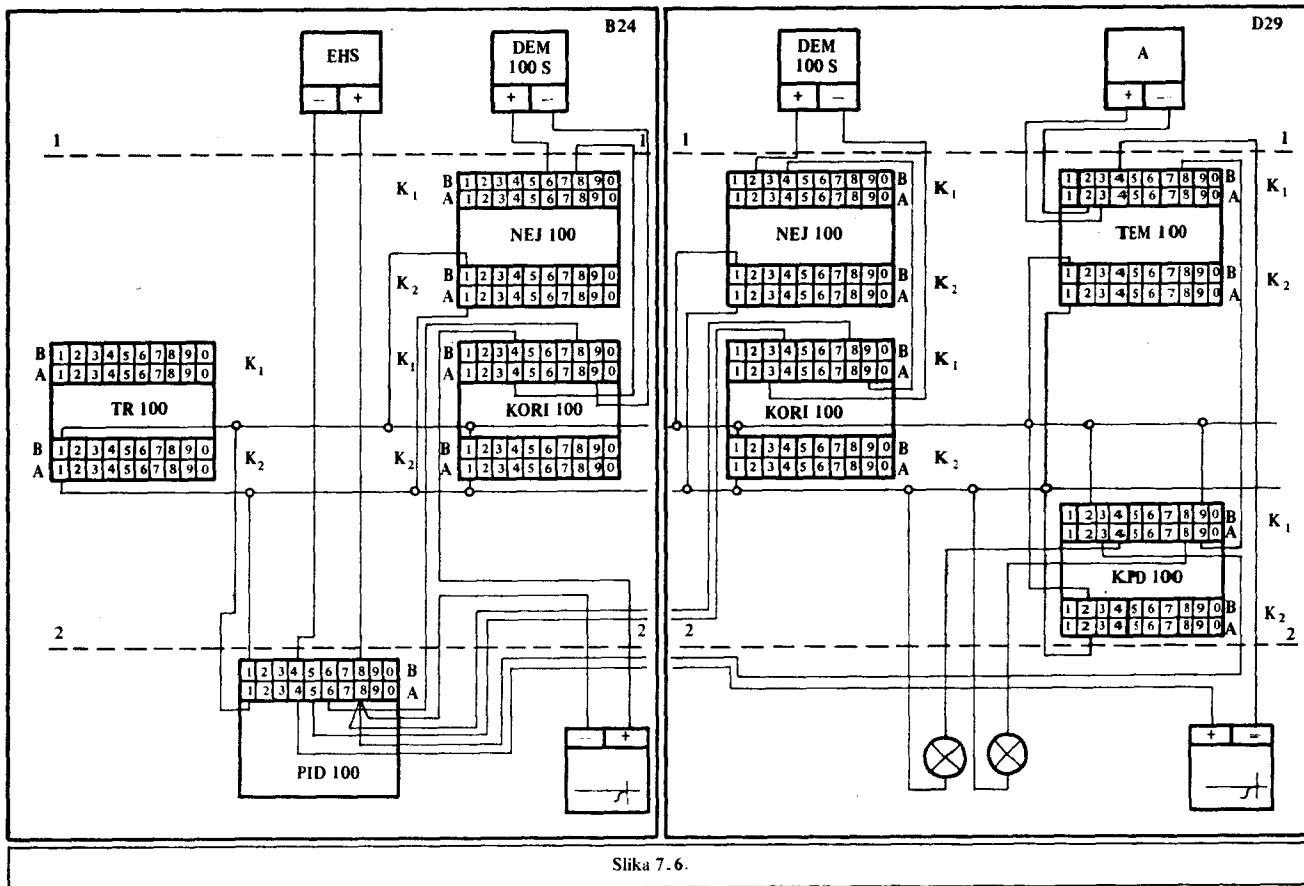 B24
EHS
− +
DEM
100 S
+ −
1 1
K₁
B 1 2 3 4 5 6 7 8 9 0
A 1 2 3 4 5 6 7 8 9 0
NEJ 100
K₂
B 1 2 3 4 5 6 7 8 9 0
A 1 2 3 4 5 6 7 8 9 0
B 1 2 3 4 5 6 7 8 9 0
A 1 2 3 4 5 6 7 8 9 0
K₁
TR 100
B 1 2 3 4 5 6 7 8 9 0
A 1 2 3 4 5 6 7 8 9 0
K₂
K₁
B 1 2 3 4 5 6 7 8 9 0
A 1 2 3 4 5 6 7 8 9 0
KORI 100
K₂
B 1 2 3 4 5 6 7 8 9 0
A 1 2 3 4 5 6 7 8 9 0
2 2
1 2 3 4 5 6 7 8 9 0 B
1 2 3 4 5 6 7 8 9 0 A
PID 100
− +
D29
DEM
100 S
+ −
A
+ −
1 1
1 2 3 4 5 6 7 8 9 0 B
1 2 3 4 5 6 7 8 9 0 A
K₁
NEJ 100
1 2 3 4 5 6 7 8 9 0 B
1 2 3 4 5 6 7 8 9 0 A
K₂
1 2 3 4 5 6 7 8 9 0 B
1 2 3 4 5 6 7 8 9 0 A
K₁
TEM 100
1 2 3 4 5 6 7 8 9 0 B
1 2 3 4 5 6 7 8 9 0 A
K₂
1 2 3 4 5 6 7 8 9 0 B
1 2 3 4 5 6 7 8 9 0 A
K₁
KORI 100
1 2 3 4 5 6 7 8 9 0 B
1 2 3 4 5 6 7 8 9 0 A
K₂
1 2 3 4 5 6 7 8 9 0 B
1 2 3 4 5 6 7 8 9 0 A
K₁
KPD 100
1 2 3 4 5 6 7 8 9 0 B
1 2 3 4 5 6 7 8 9 0 A
K₂
2 2
+ −
Slika 7.6.